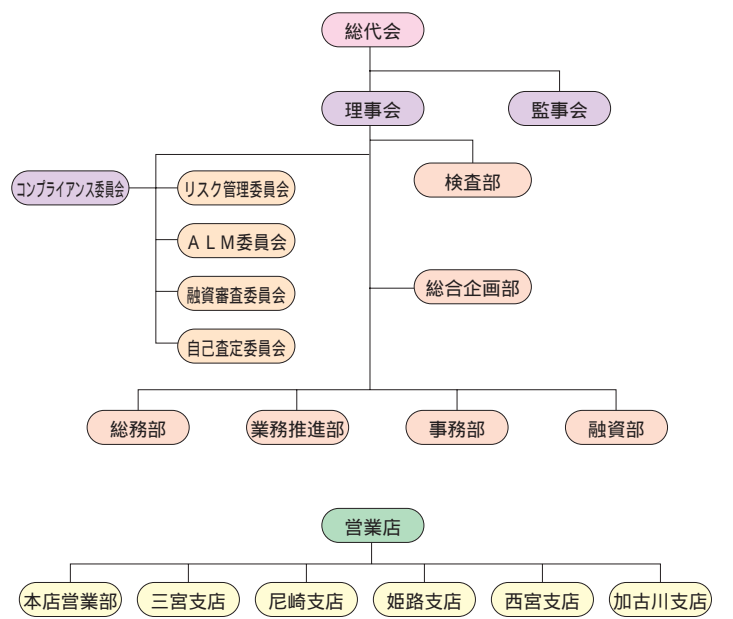 総代会
理事会
監事会
検査部
コンプライアンス委員会
リスク管理委員会
ＡＬＭ委員会
融資審査委員会
自己査定委員会
総合企画部
総務部
業務推進部
事務部
融資部
営業店
本店営業部
三宮支店
尼崎支店
姫路支店
西宮支店
加古川支店